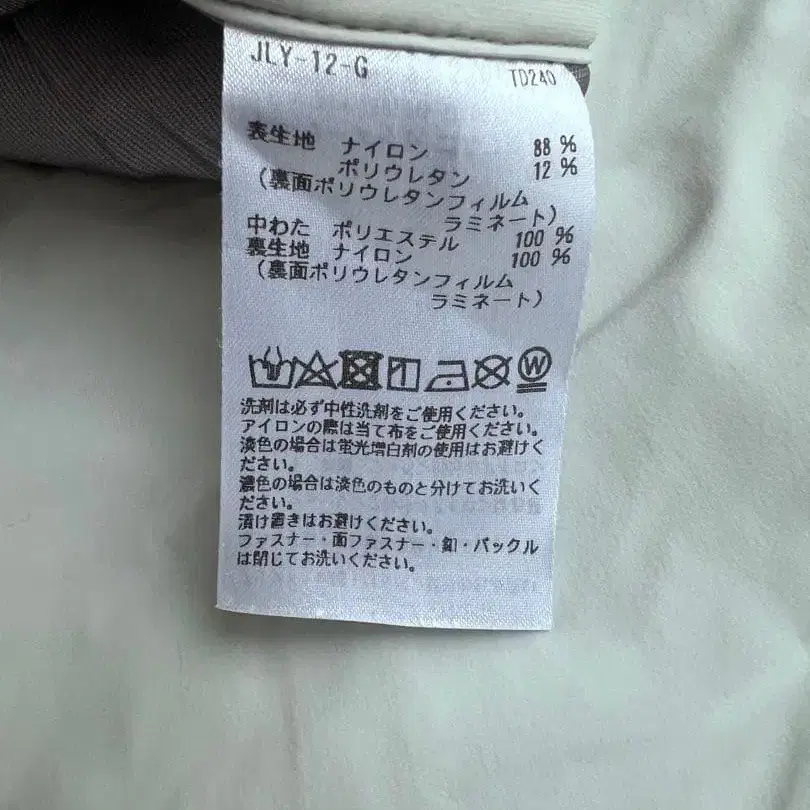 JLY-12-G
TD240
表生地 ナイロン 88 %
ポリウレタン 12 %
(裏面ポリウレタンフィルム
ラミネート)
中わた ポリエステル 100 %
裏生地 ナイロン 100 %
(裏面ポリウレタンフィルム
ラミネート)
W
洗剤は必ず中性洗剤をご使用ください。
アイロンの際は当て布をご使用ください。
淡色の場合は蛍光増白剤の使用はお避けく
ださい。
濃色の場合は淡色のものと分けてお洗いく
ださい。
漬け置きはお避けください。
ファスナー・面ファスナー・釦・バックル
は閉じてお洗いください。